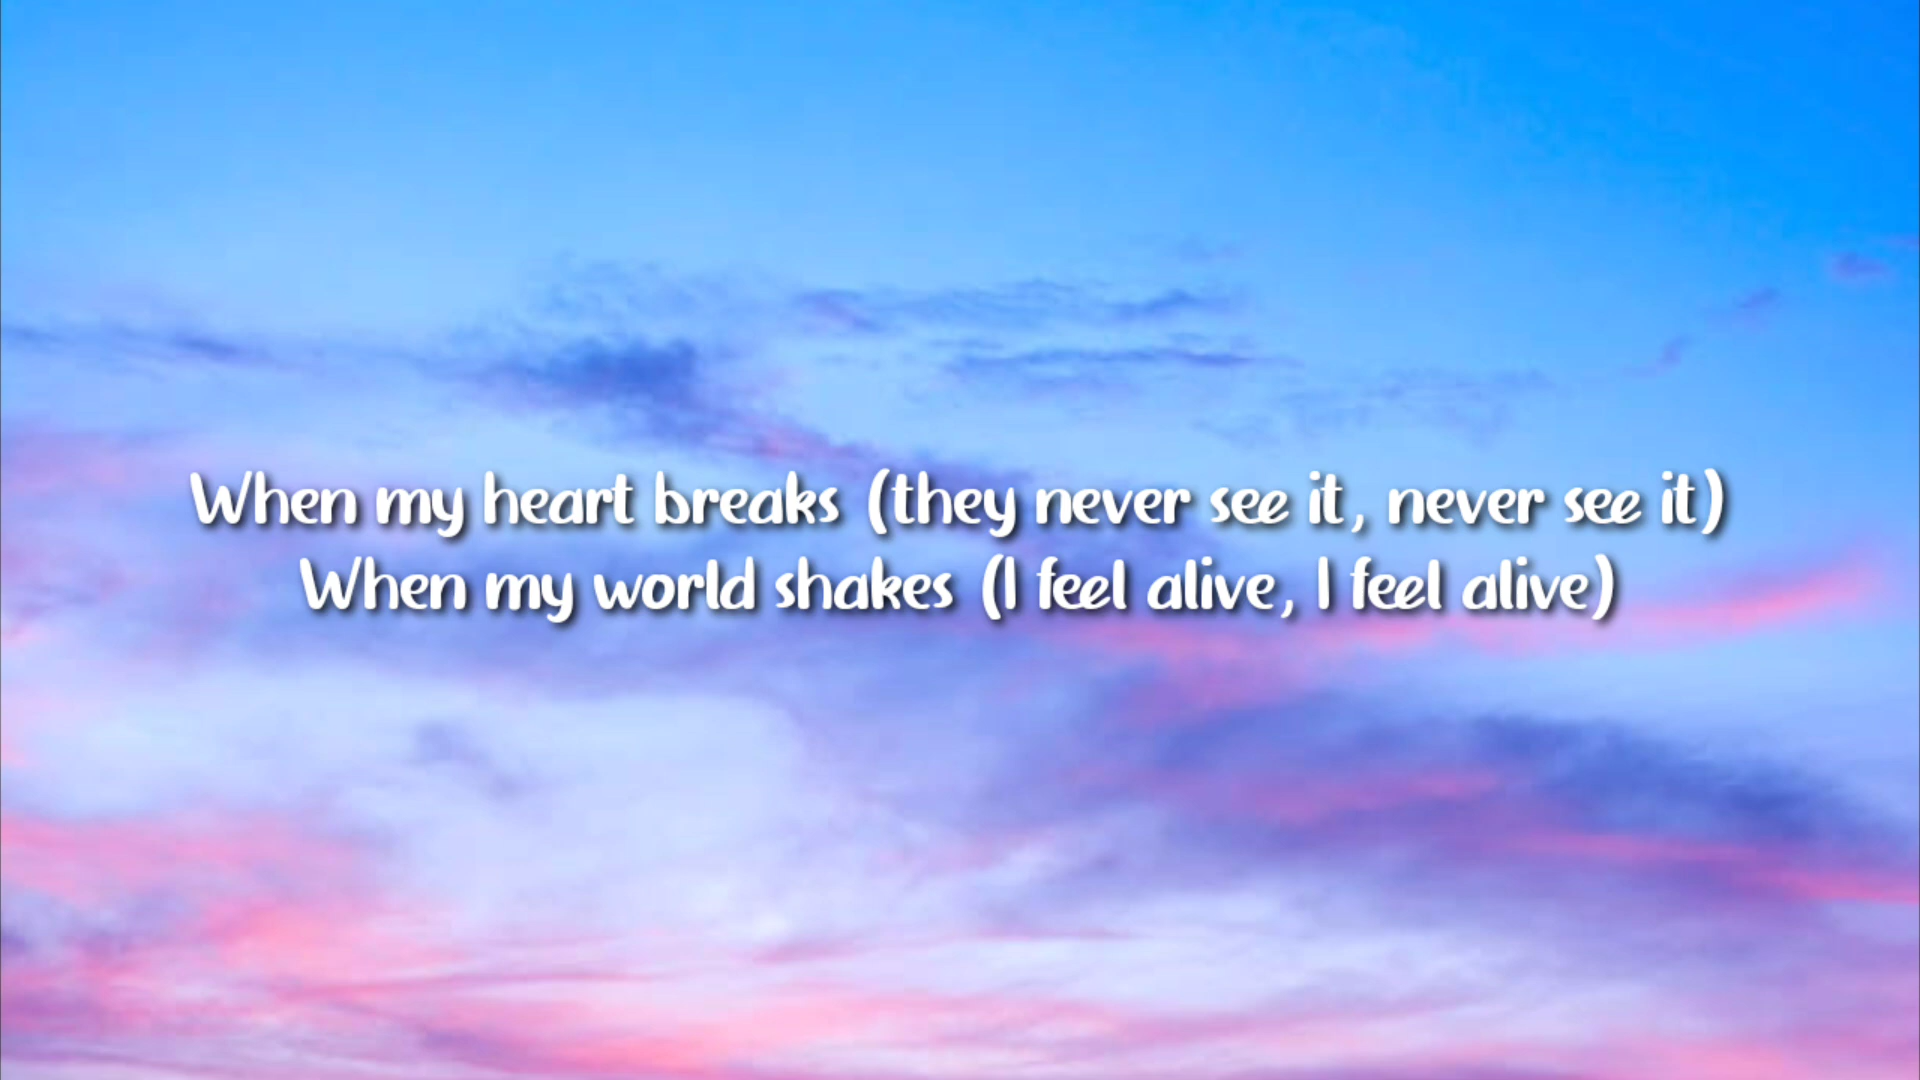 When my heart breaks (they never see it, never see it)
When my world shakes (I feel alive, I feel alive)